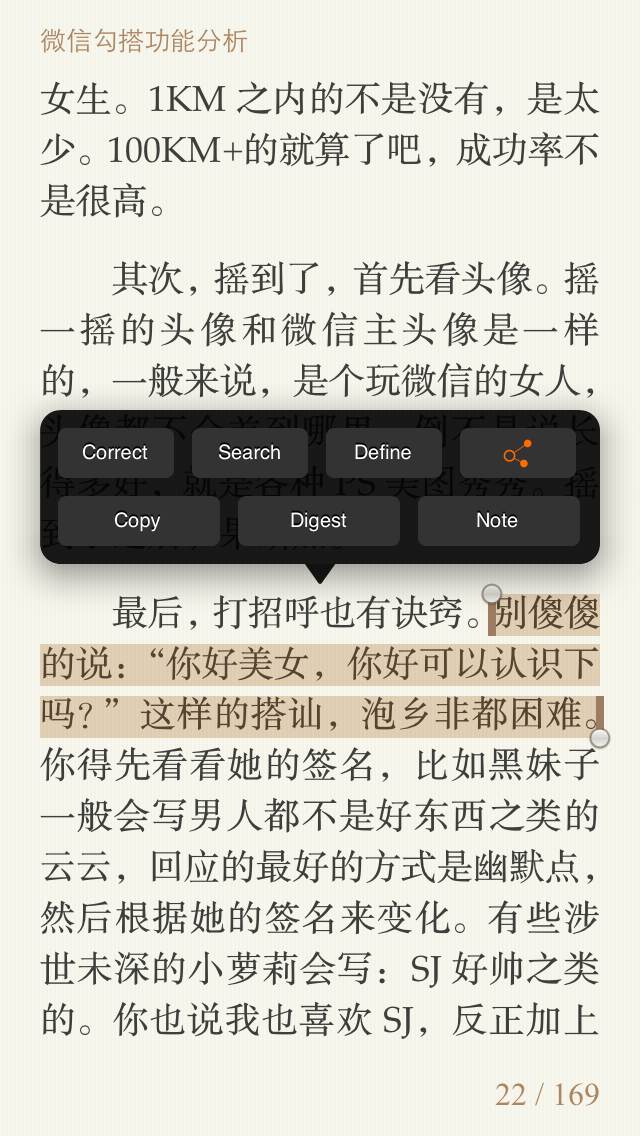 微信勾搭功能分析
女生。1KM 之内的不是没有，是太
少。100KM+的就算了吧，成功率不
是很高。
其次，摇到了，首先看头像。摇
一摇的头像和微信主头像是一样
的，一般来说，是个玩微信的女人，
Correct Search Define
Copy Digest Note
最后，打招呼也有诀窍。别傻傻
的说：“你好美女，你好可以认识下
吗？”这样的搭讪，泡乡非都困难。
你得先看看她的签名，比如黑妹子
一般会写男人都不是好东西之类的
云云，回应的最好的方式是幽默点，
然后根据她的签名来变化。有些涉
世未深的小萝莉会写：SJ 好帅之类
的。你也说我也喜欢 SJ，反正加上
22 / 169